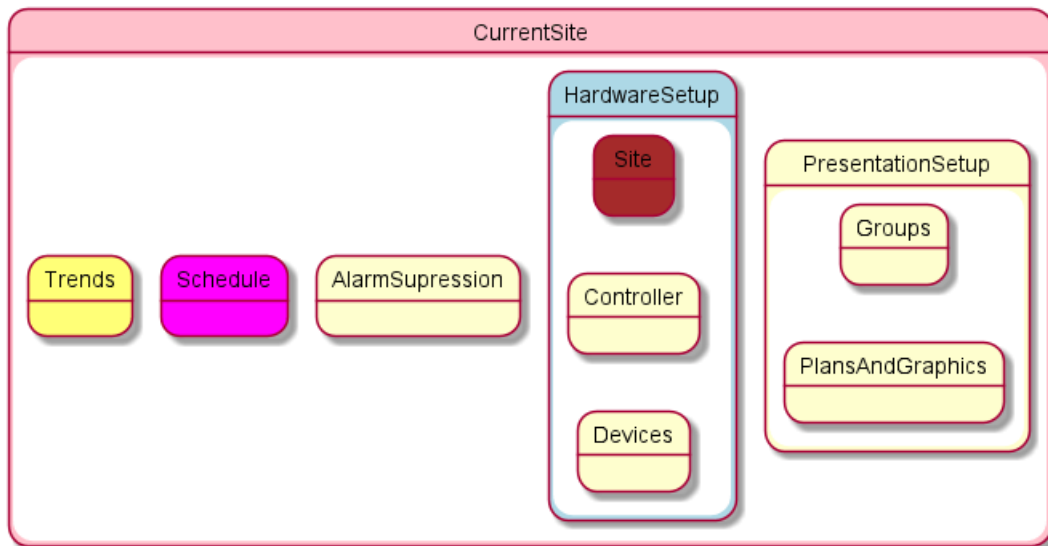 CurrentSite
HardwareSetup
Site
PresentationSetup
Groups
Trends
Schedule
AlarmSupression
Controller
PlansAndGraphics
Devices